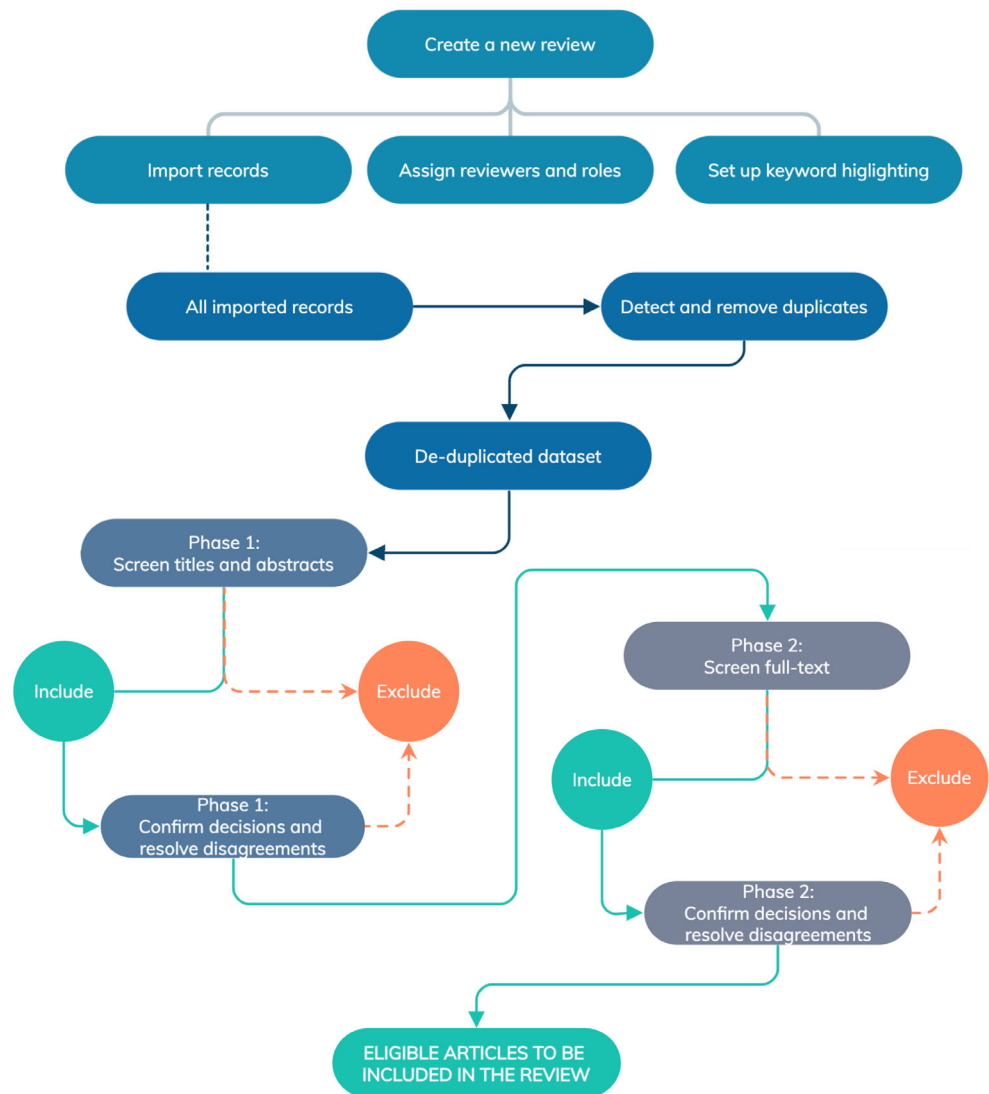 Create a new review
Import records
Assign reviewers and roles
Set up keyword higlighting
All imported records
Detect and remove duplicates
De-duplicated dataset
Phase 1:
Screen titles and abstracts
Include
Exclude
Phase 1:
Confirm decisions and
resolve disagreements
Phase 2:
Screen full-text
Include
Exclude
Phase 2:
Confirm decisions and
resolve disagreements
ELIGIBLE ARTICLES TO BE
INCLUDED IN THE REVIEW